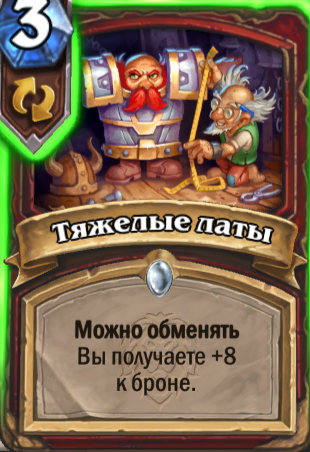 3
Тяжелые латы
Можно обменять
Вы получаете +8
к броне.